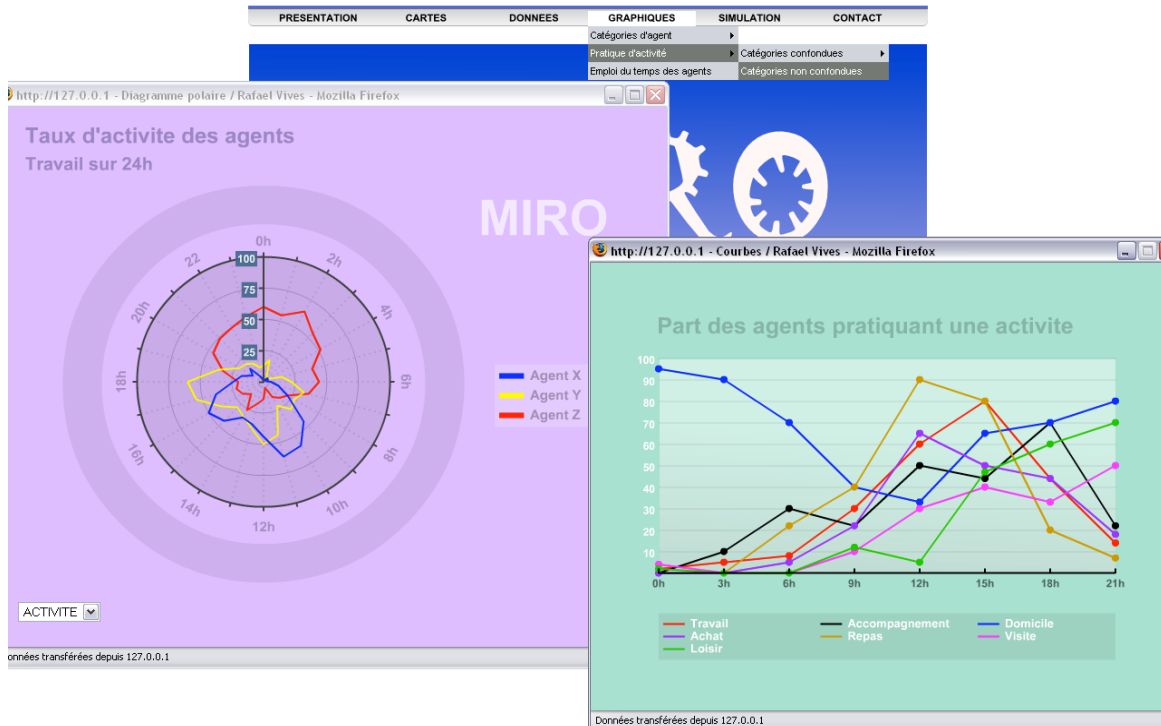 PRESENTATION CARTES DONNEES GRAPHIQUES SIMULATION CONTACT
Catégories d'agent
Pratique d'activité
Catégories confondues
Emploi du temps des agents
Catégories non confondues
http://127.0.0.1 - Diagramme polaire / Rafael Vives - Mozilla Firefox
Taux d'activite des agents
Travail sur 24h
MIRO
0h
2h
4h
6h
8h
10h
12h
14h
16h
18h
20h
22
100
75
50
25
Agent X
Agent Y
Agent Z
ACTIVITE
onnées transférées depuis 127.0.0.1
RO
http://127.0.0.1 - Courbes / Rafael Vives - Mozilla Firefox
Part des agents pratiquant une activite
100
90
80
70
60
50
40
30
20
10
0h 3h 6h 9h 12h 15h 18h 21h
Travail Accompagnement Domicile
Achat Repas Visite
Loisir
Données transférées depuis 127.0.0.1